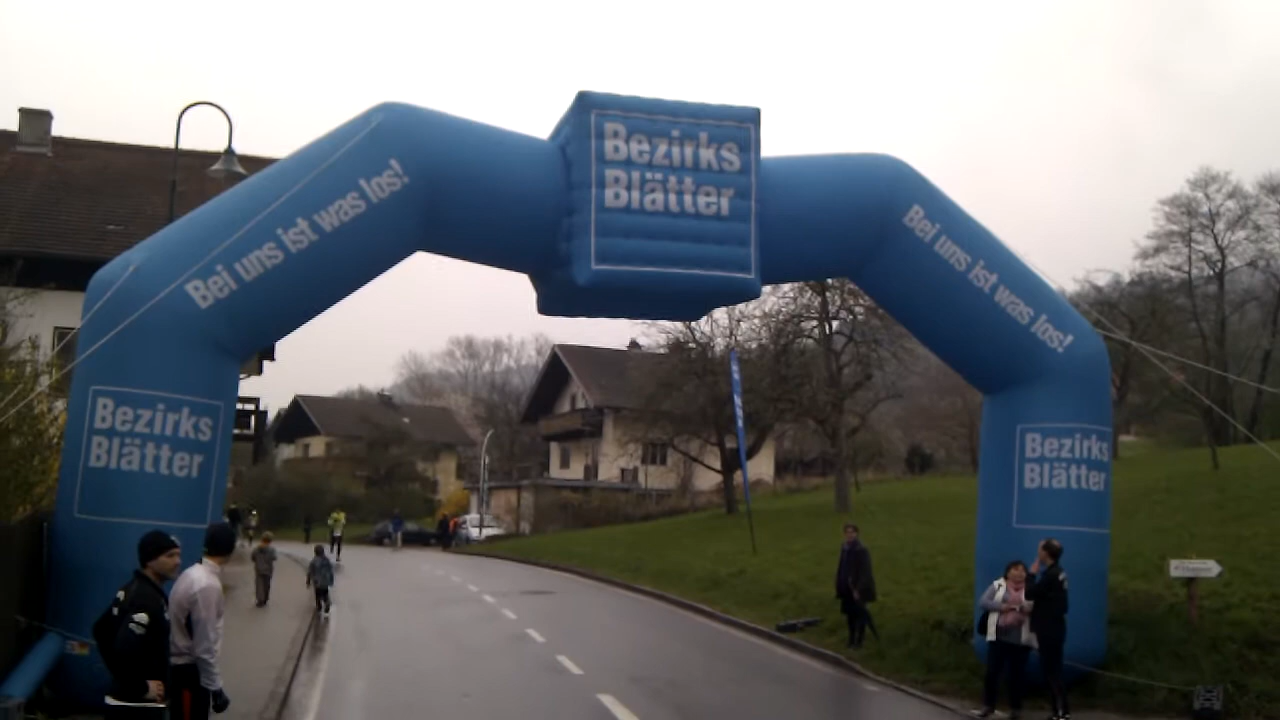 Bezirks
Blätter
Bei uns ist was los!
Bei uns ist was los!
Bezirks
Blätter
Bezirks
Blätter